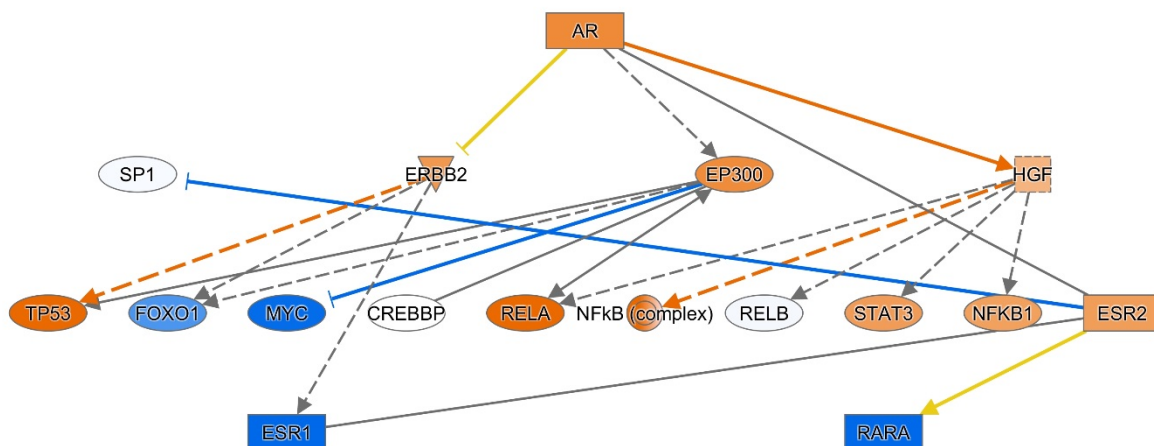 AR
SP1
ERBB2
EP300
HGF
TP53
FOXO1
MYC
CREBBP
RELA
NFkB (complex)
RELB
STAT3
NFKB1
ESR2
ESR1
RARA